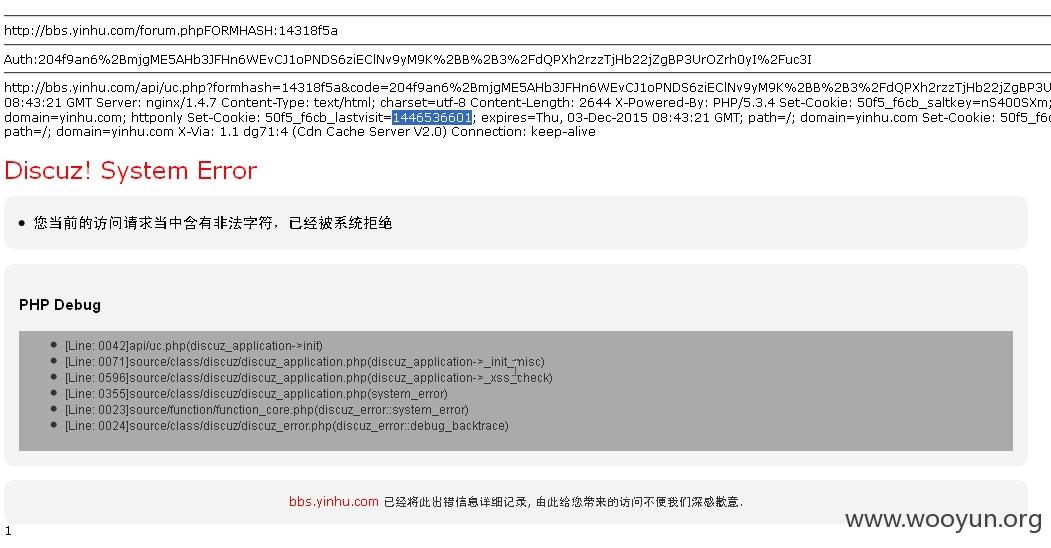 http://bbs.yinhu.com/forum.phpFORMHASH:14318f5a
Auth:204f9an6%2BmjgME5AHb3JFHn6WEvCJ1oPNDS6ziEClNv9yM9K%2BB%2B3%2FdQPXh2rzzTjHb22jZgBP3UrOZrh0yI%2Fuc3I
http://bbs.yinhu.com/api/uc.php?formhash=14318f5a&code=204f9an6%2BmjgME5AHb3JFHn6WEvCJ1oPNDS6ziEClNv9yM9K%2BB%2B3%2FdQPXh2rzzTjHb22jZgBP3
08:43:21 GMT Server: nginx/1.4.7 Content-Type: text/html; charset=utf-8 Content-Length: 2644 X-Powered-By: PHP/5.3.4 Set-Cookie: 50f5_f6cb_saltkey=nS400SXm;
domain=yinhu.com; httponly Set-Cookie: 50f5_f6cb_lastvisit=1446536601; expires=Thu, 03-Dec-2015 08:43:21 GMT; path=/; domain=yinhu.com Set-Cookie: 50f5_f6c
path=/; domain=yinhu.com X-Via: 1.1 dg71:4 (Cdn Cache Server V2.0) Connection: keep-alive
Discuz! System Error
您当前的访问请求当中含有非法字符，已经被系统拒绝
PHP Debug
[Line: 0042]api/uc.php(discuz_application->init)
[Line: 0071]source/class/discuz/discuz_application.php(discuz_application->_init_misc)
[Line: 0596]source/class/discuz/discuz_application.php(discuz_application->_xss_check)
[Line: 0355]source/class/discuz/discuz_application.php(system_error)
[Line: 0023]source/function/function_core.php(discuz_error::system_error)
[Line: 0024]source/class/discuz/discuz_error.php(discuz_error::debug_backtrace)
bbs.yinhu.com 已经将此出错信息详细记录, 由此给您带来的访问不便我们深感歉意.
www.wooyun.org
1